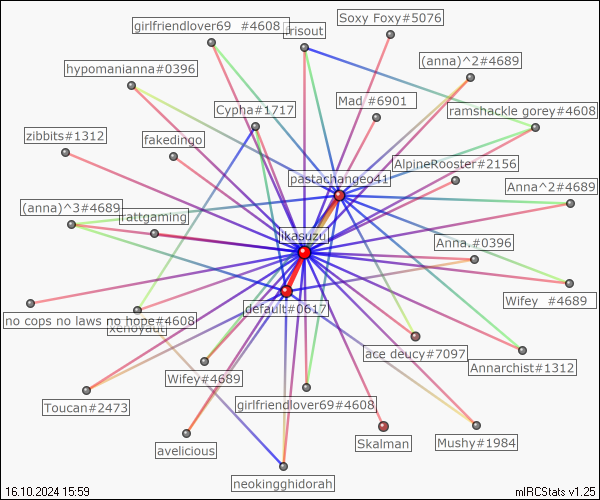 girlfriendlover69 #4608
Soxy Foxy#5076
frisout
(anna)^2#4689
hypomanianna#0396
Cypha#1717
Mad #6901
ramshackle gorey#4608
zibbits#1312
fakedingo
AlpineRooster#2156
pastachangeo41
Anna^2#4689
(anna)^3#4689
rattgaming
ikasuzu
Anna.#0396
Wifey #4689
default#0617
no cops no laws no hope#4608
xenoyaut
ace deucy#7097
Annarchist#1312
Wifey#4689
Toucan#2473
girlfriendlover69#4608
Skalman
Mushy#1984
avelicious
neokingghidorah
16.10.2024 15:59
mIRCStats v1.25